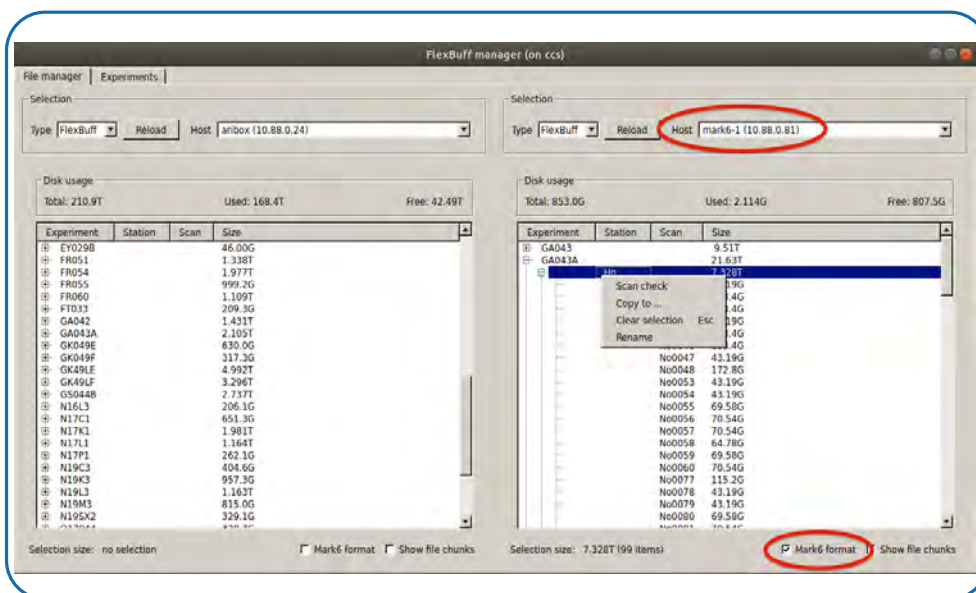 FlexBuff manager (on ccs)
File manager Experiments
Selection
Type FlexBuff Reload Host aribox (10.88.0.24)
Disk usage
Total: 210.9T Used: 168.4T Free: 42.49T
Experiment Station Scan Size
EY029B 46.00G
FR051 1.338T
FR054 1.977T
FR055 999.2G
FR060 1.109T
FT033 209.3G
GA042 1.431T
GA043A 2.105T
GK049E 630.0G
GK049F 317.3G
GK49LE 4.992T
GK49LF 3.296T
GS044B 2.737T
N16L3 206.1G
N17C1 651.3G
N17K1 1.981T
N17L1 1.164T
N17P1 262.1G
N19C3 404.6G
N19K3 957.3G
N19L3 1.163T
N19M3 815.0G
N19SX2 329.1G
Selection size: no selection Mark6 format Show file chunks
Selection
Type FlexBuff Reload Host mark6-1 (10.88.0.81)
Disk usage
Total: 853.0G Used: 2.114G Free: 807.5G
Experiment Station Scan Size
GA043 9.51T
GA043A 21.63T
Hn 7.328T
Scan check
Copy to ...
Clear selection Esc
Rename
No0047 43.19G
No0048 172.8G
No0053 43.19G
No0054 43.19G
No0055 69.58G
No0056 70.54G
No0057 70.54G
No0058 64.78G
No0059 69.58G
No0060 70.54G
No0077 115.2G
No0078 43.19G
No0079 43.19G
No0080 69.58G
Selection size: 7.328T (99 items) Mark6 format Show file chunks